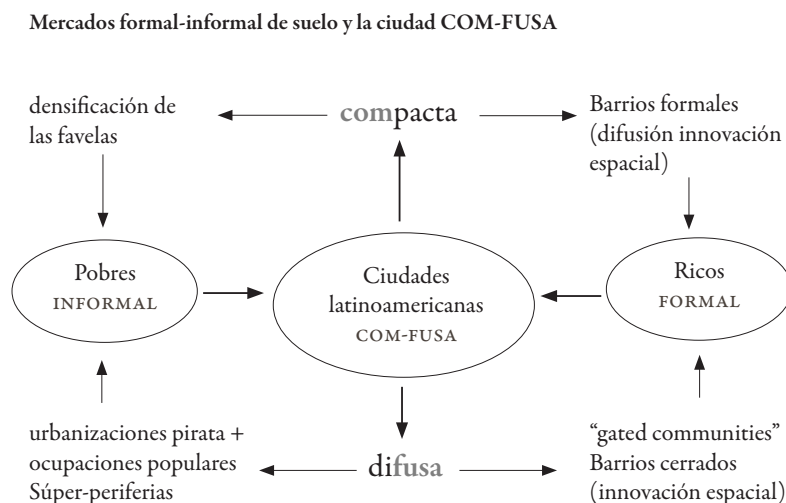 Mercados formal-informal de suelo y la ciudad COM-FUSA
densificación de
las favelas
compacta
Barrios formales
(difusión innovación
espacial)
Pobres
INFORMAL
Ciudades
latinoamericanas
COM-FUSA
Ricos
FORMAL
urbanizaciones pirata +
ocupaciones populares
Súper-periferias
difusa
“gated communities”
Barrios cerrados
(innovación espacial)